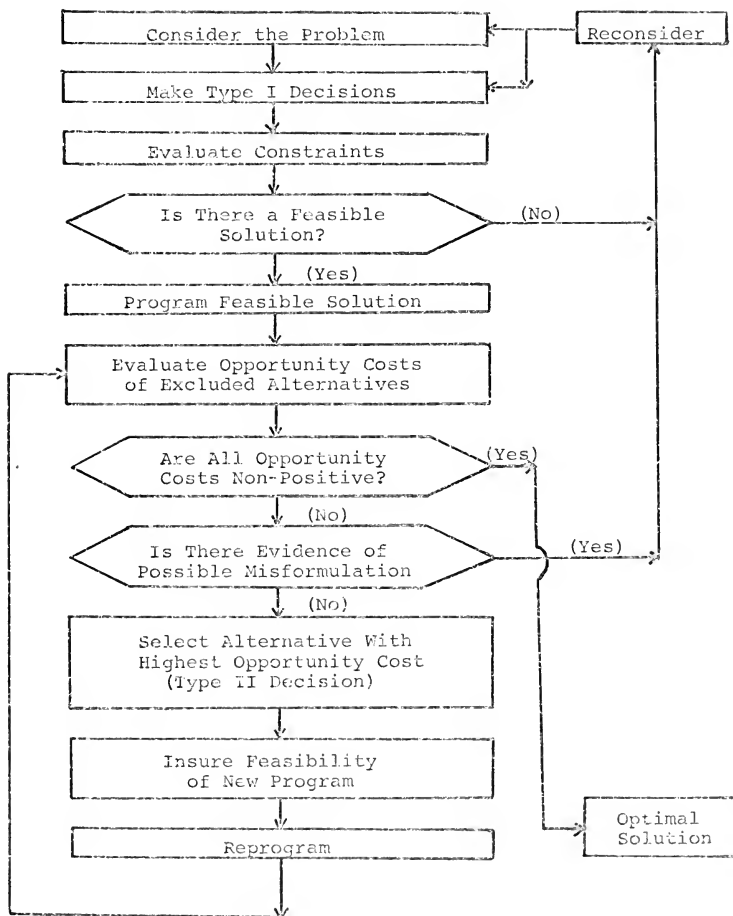 Consider the Problem
Reconsider
Make Type I Decisions
Evaluate Constraints
Is There a Feasible
Solution?
(No)
(Yes)
Program Feasible Solution
Evaluate Opportunity Costs
of Excluded Alternatives
Are All Opportunity
Costs Non-Positive?
(Yes)
(No)
Is There Evidence of
Possible Misformulation
(Yes)
(No)
Select Alternative With
Highest Opportunity Cost
(Type II Decision)
Insure Feasibility
of New Program
Optimal
Solution
Reprogram